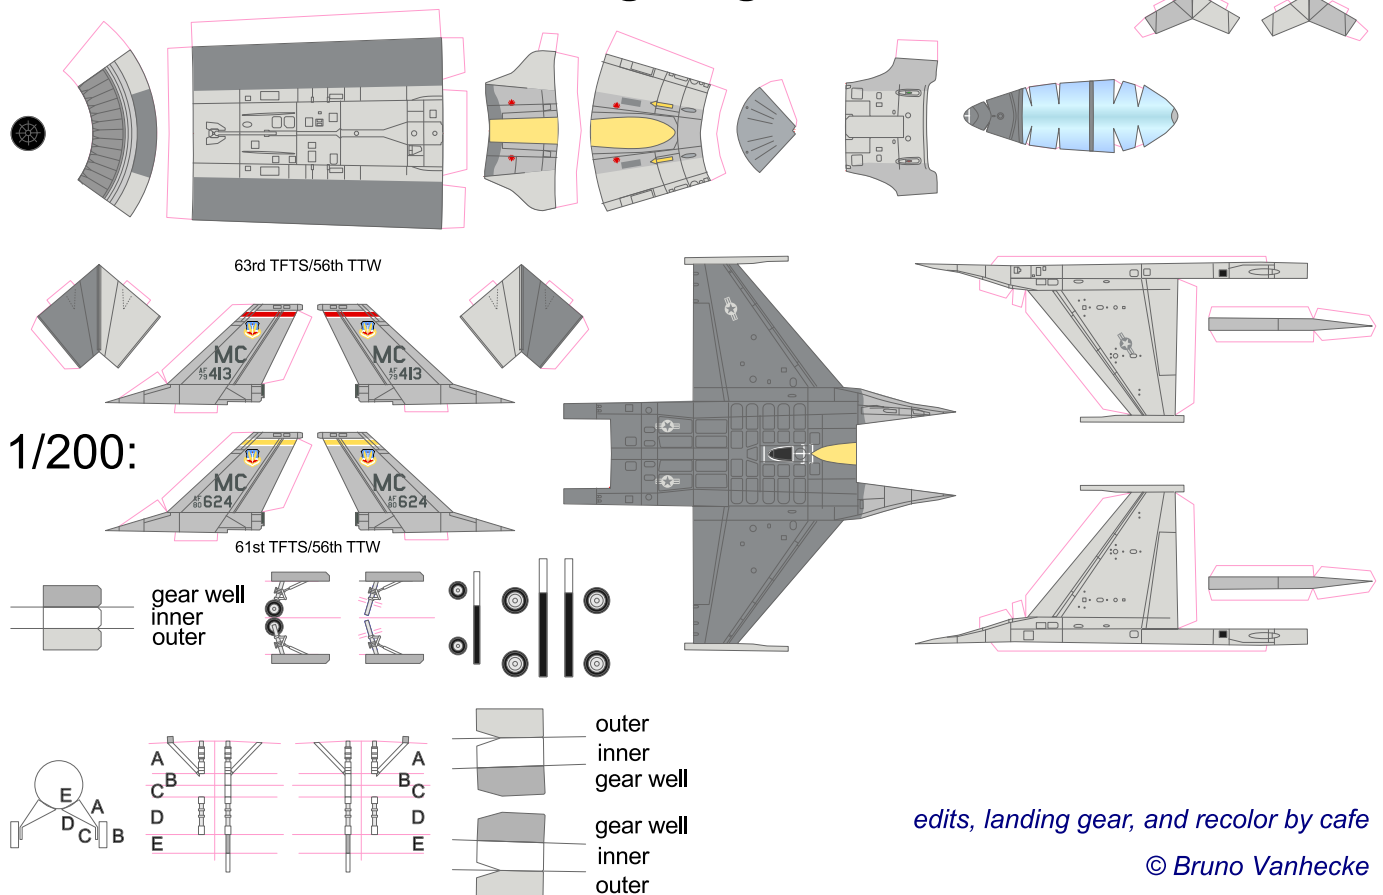 63rd TFTS/56th TTW
MC
AF
79 413
MC
AF
79 413
1/200:
MC
AF
80 624
MC
AF
80 624
61st TFTS/56th TTW
gear well
inner
outer
outer
inner
gear well
gear well
inner
outer
A
B
C
D
E
A
B
C
D
E
E
A
D
C
B
edits, landing gear, and recolor by cafe
© Bruno Vanhecke